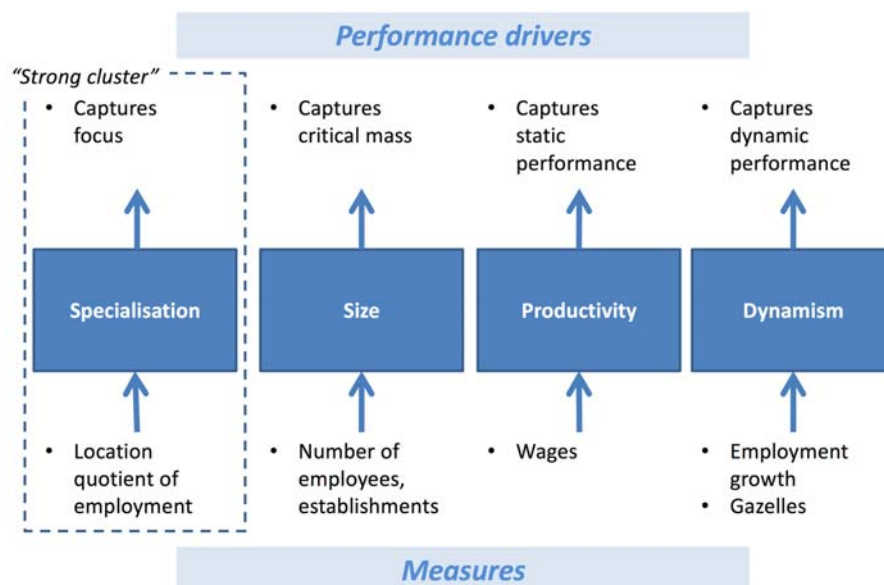 Performance drivers
“Strong cluster”
• Captures
focus
• Captures
critical mass
• Captures
static
performance
• Captures
dynamic
performance
Specialisation
Size
Productivity
Dynamism
• Location
quotient of
employment
• Number of
employees,
establishments
• Wages
• Employment
growth
• Gazelles
Measures